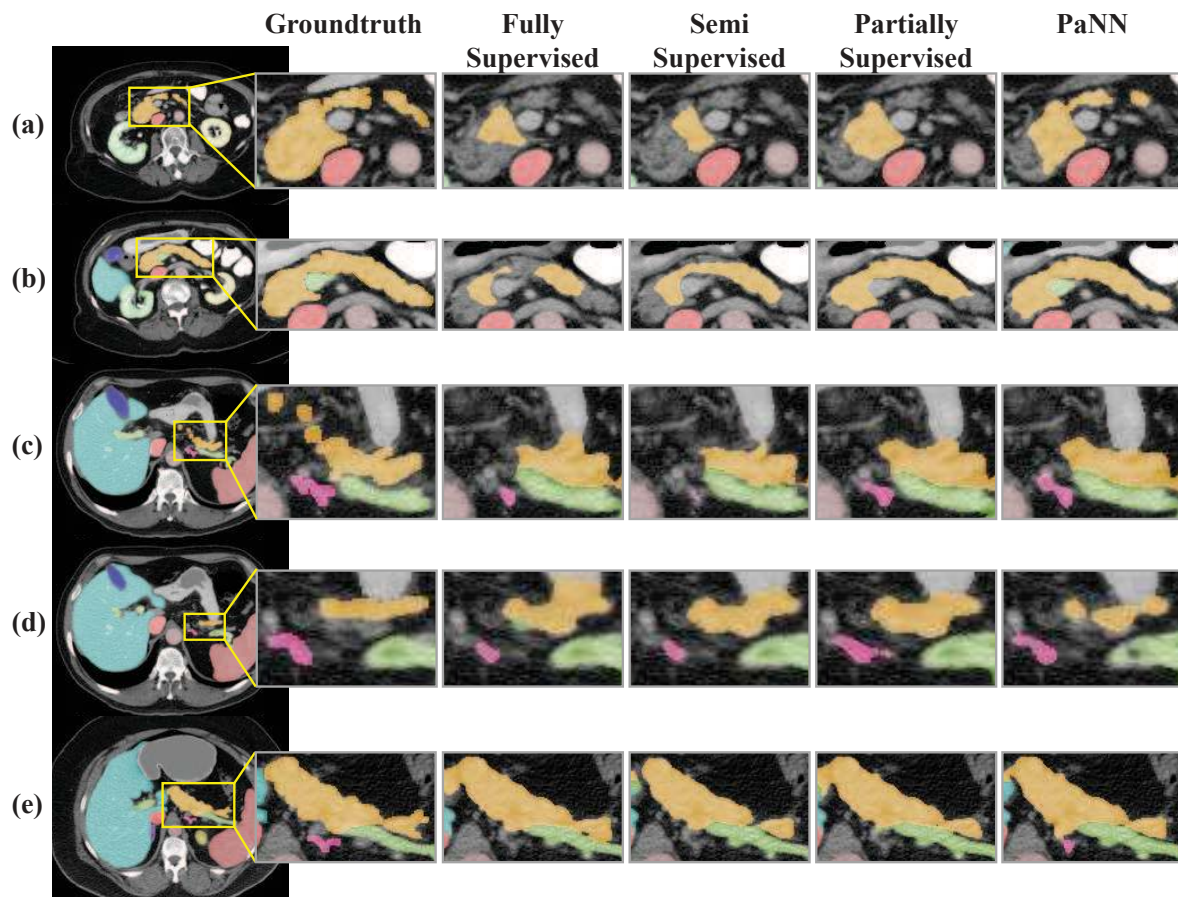 Groundtruth Fully Semi Partially PaNN
Supervised Supervised Supervised
(a)
(b)
(c)
(d)
(e)